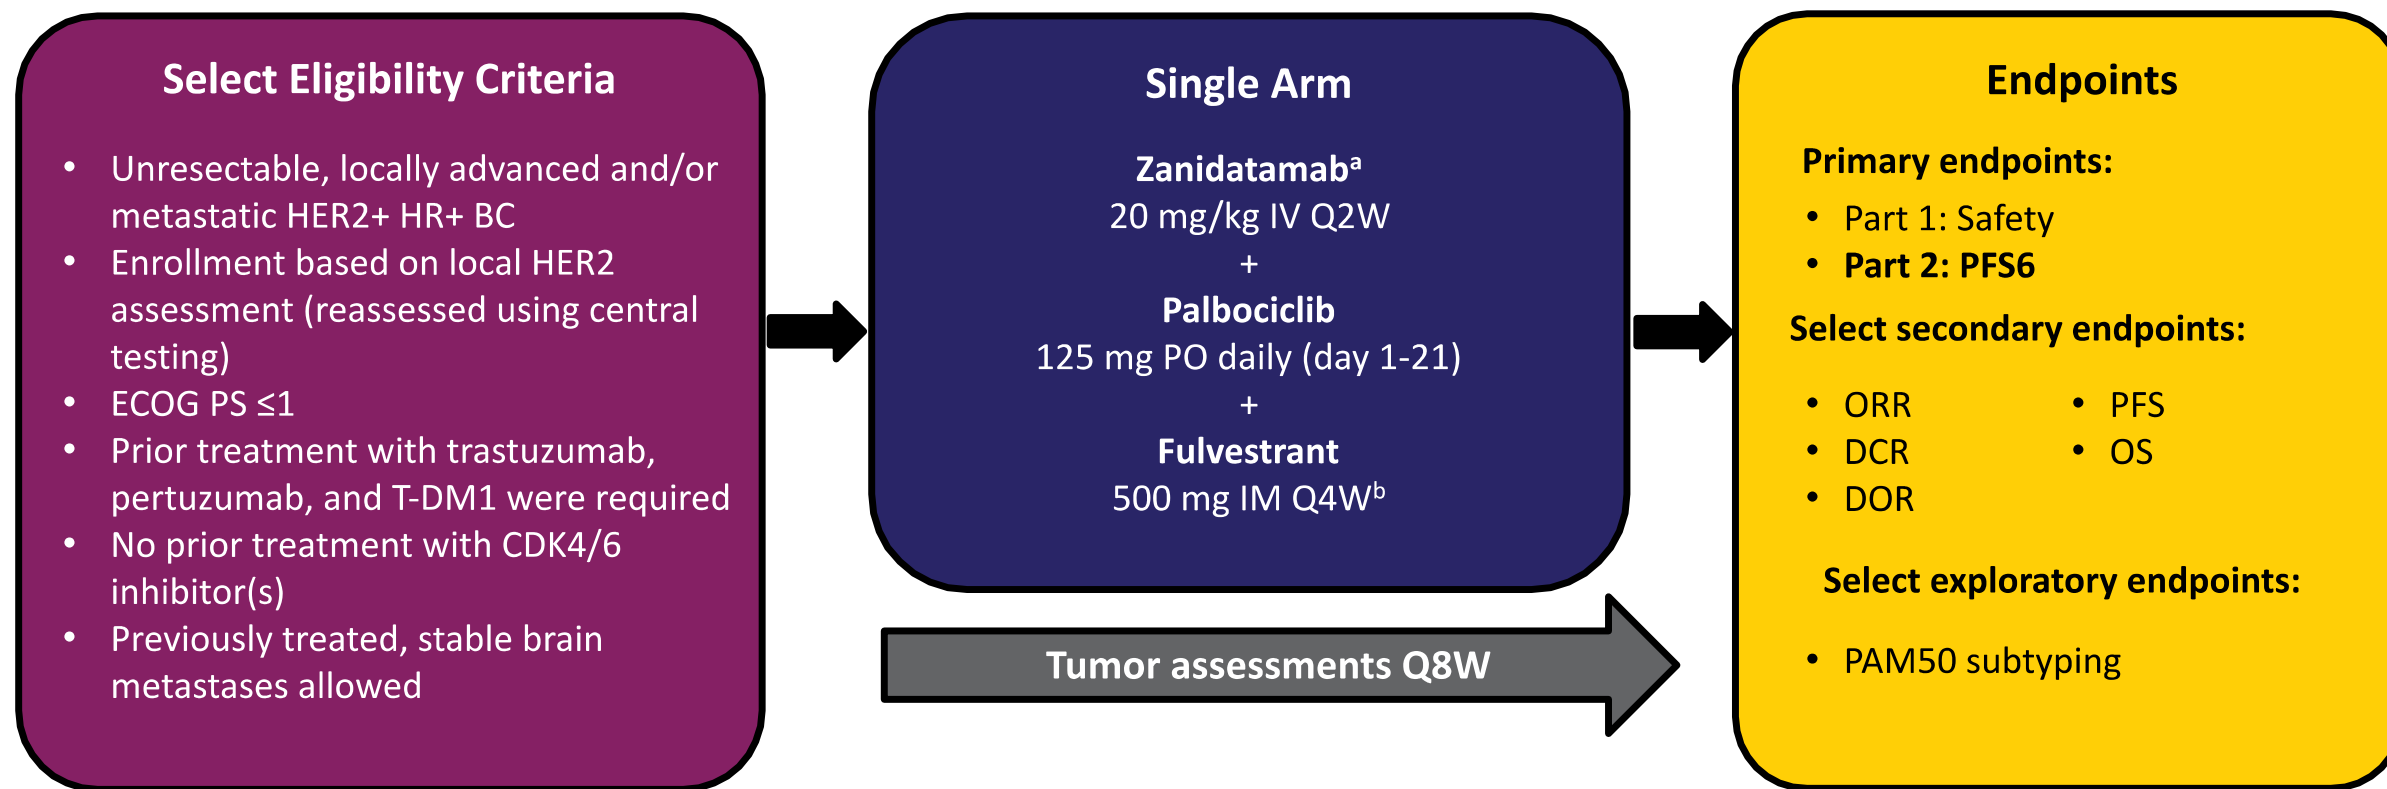 Select Eligibility Criteria
• Unresectable, locally advanced and/or
metastatic HER2+ HR+ BC
• Enrollment based on local HER2
assessment (reassessed using central
testing)
• ECOG PS ≤1
• Prior treatment with trastuzumab,
pertuzumab, and T-DM1 were required
• No prior treatment with CDK4/6
inhibitor(s)
• Previously treated, stable brain
metastases allowed
Single Arm
Zanidatamabᵃ
20 mg/kg IV Q2W
+
Palbociclib
125 mg PO daily (day 1-21)
+
Fulvestrant
500 mg IM Q4Wᵇ
Tumor assessments Q8W
Endpoints
Primary endpoints:
• Part 1: Safety
• Part 2: PFS6
Select secondary endpoints:
• ORR
• DCR
• DOR
• PFS
• OS
Select exploratory endpoints:
• PAM50 subtyping